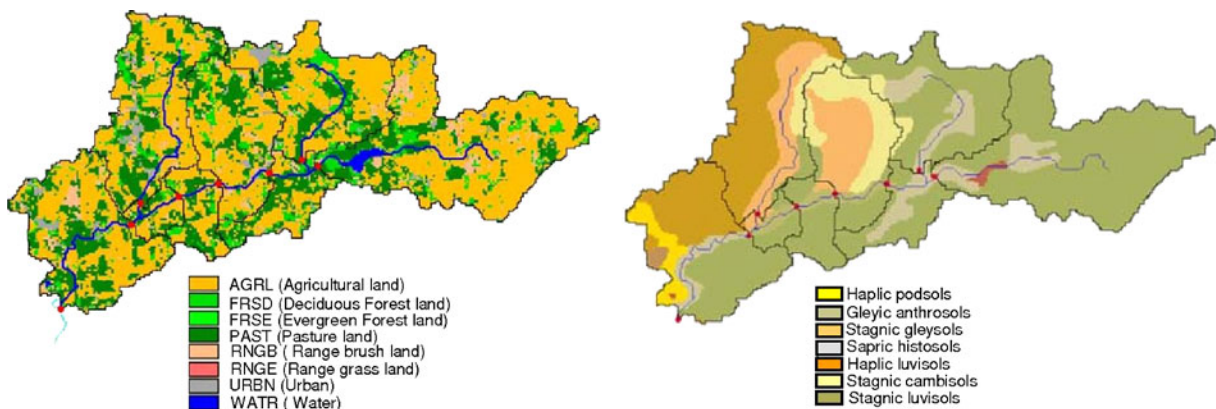 AGRL (Agricultural land)
FRSD (Deciduous Forest land)
FRSE (Evergreen Forest land)
PAST (Pasture land)
RNGB ( Range brush land)
RNGE (Range grass land)
URBN (Urban)
WATR ( Water)
Haplic podsols
Gleyic anthrosols
Stagnic gleysols
Sapric histosols
Haplic luvisols
Stagnic cambisols
Stagnic luvisols